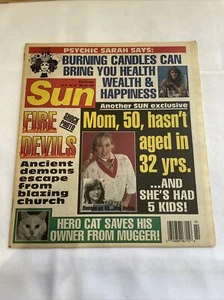 PSYCHIC SARAH SAYS:
BURNING CANDLES CAN
BRING YOU HEALTH
WEALTH &
HAPPINESS
Sun
Another SUN exclusive
FIRE
DEVILS
SHOCK
PHOTO
Ancient
demons
escape
from
blazing
church
Mom, 50, hasn't
aged in
32 yrs.
...AND
SHE'S HAD
5 KIDS!
HERO CAT SAVES HIS
OWNER FROM MUGGER!